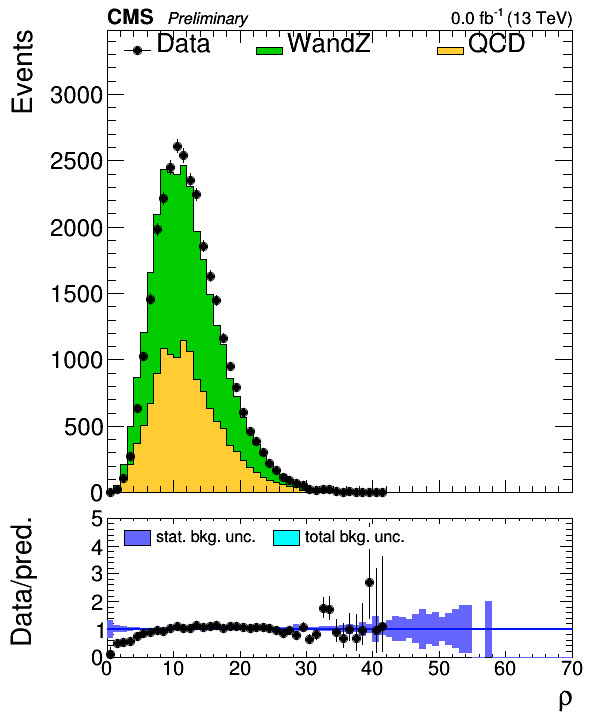 CMS Preliminary 0.0 fb⁻¹ (13 TeV)
Data WandZ QCD
Events
3000
2500
2000
1500
1000
500
0
Data/pred.
stat. bkg. unc. total bkg. unc.
5
4
3
2
1
0
0 10 20 30 40 50 60 70
ρ